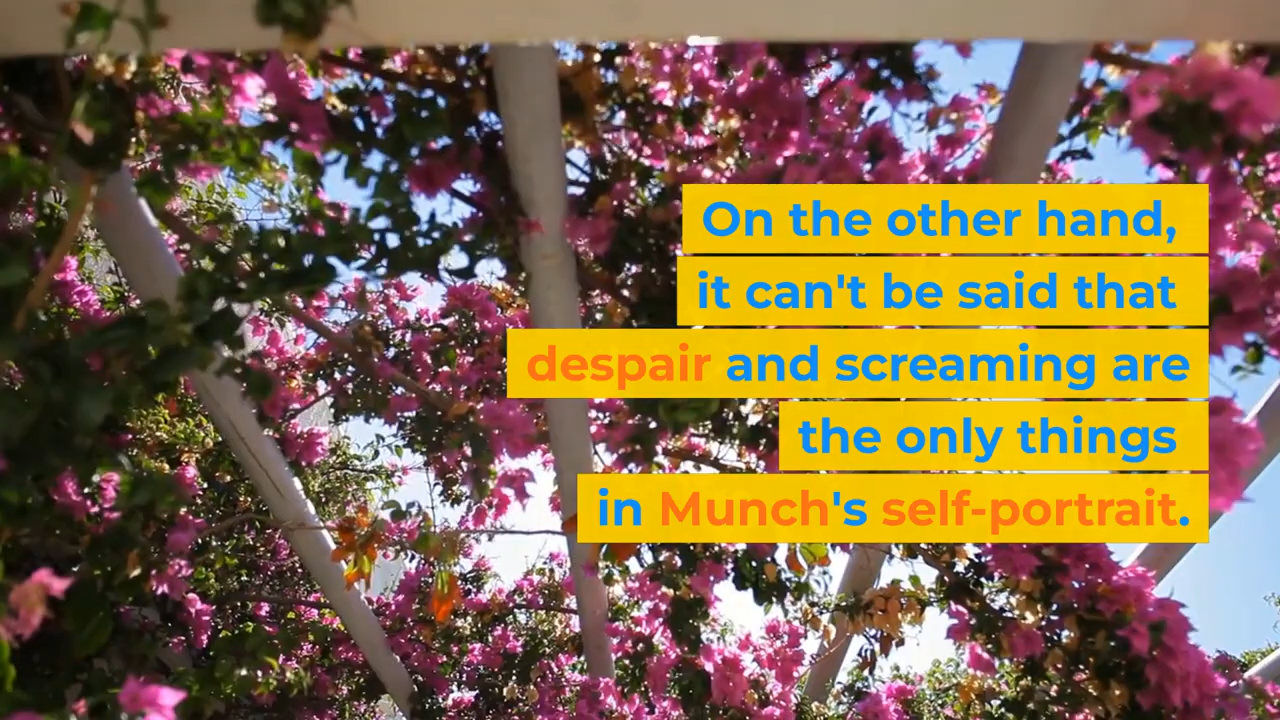 On the other hand,
it can't be said that
despair and screaming are
the only things
in Munch's self-portrait.